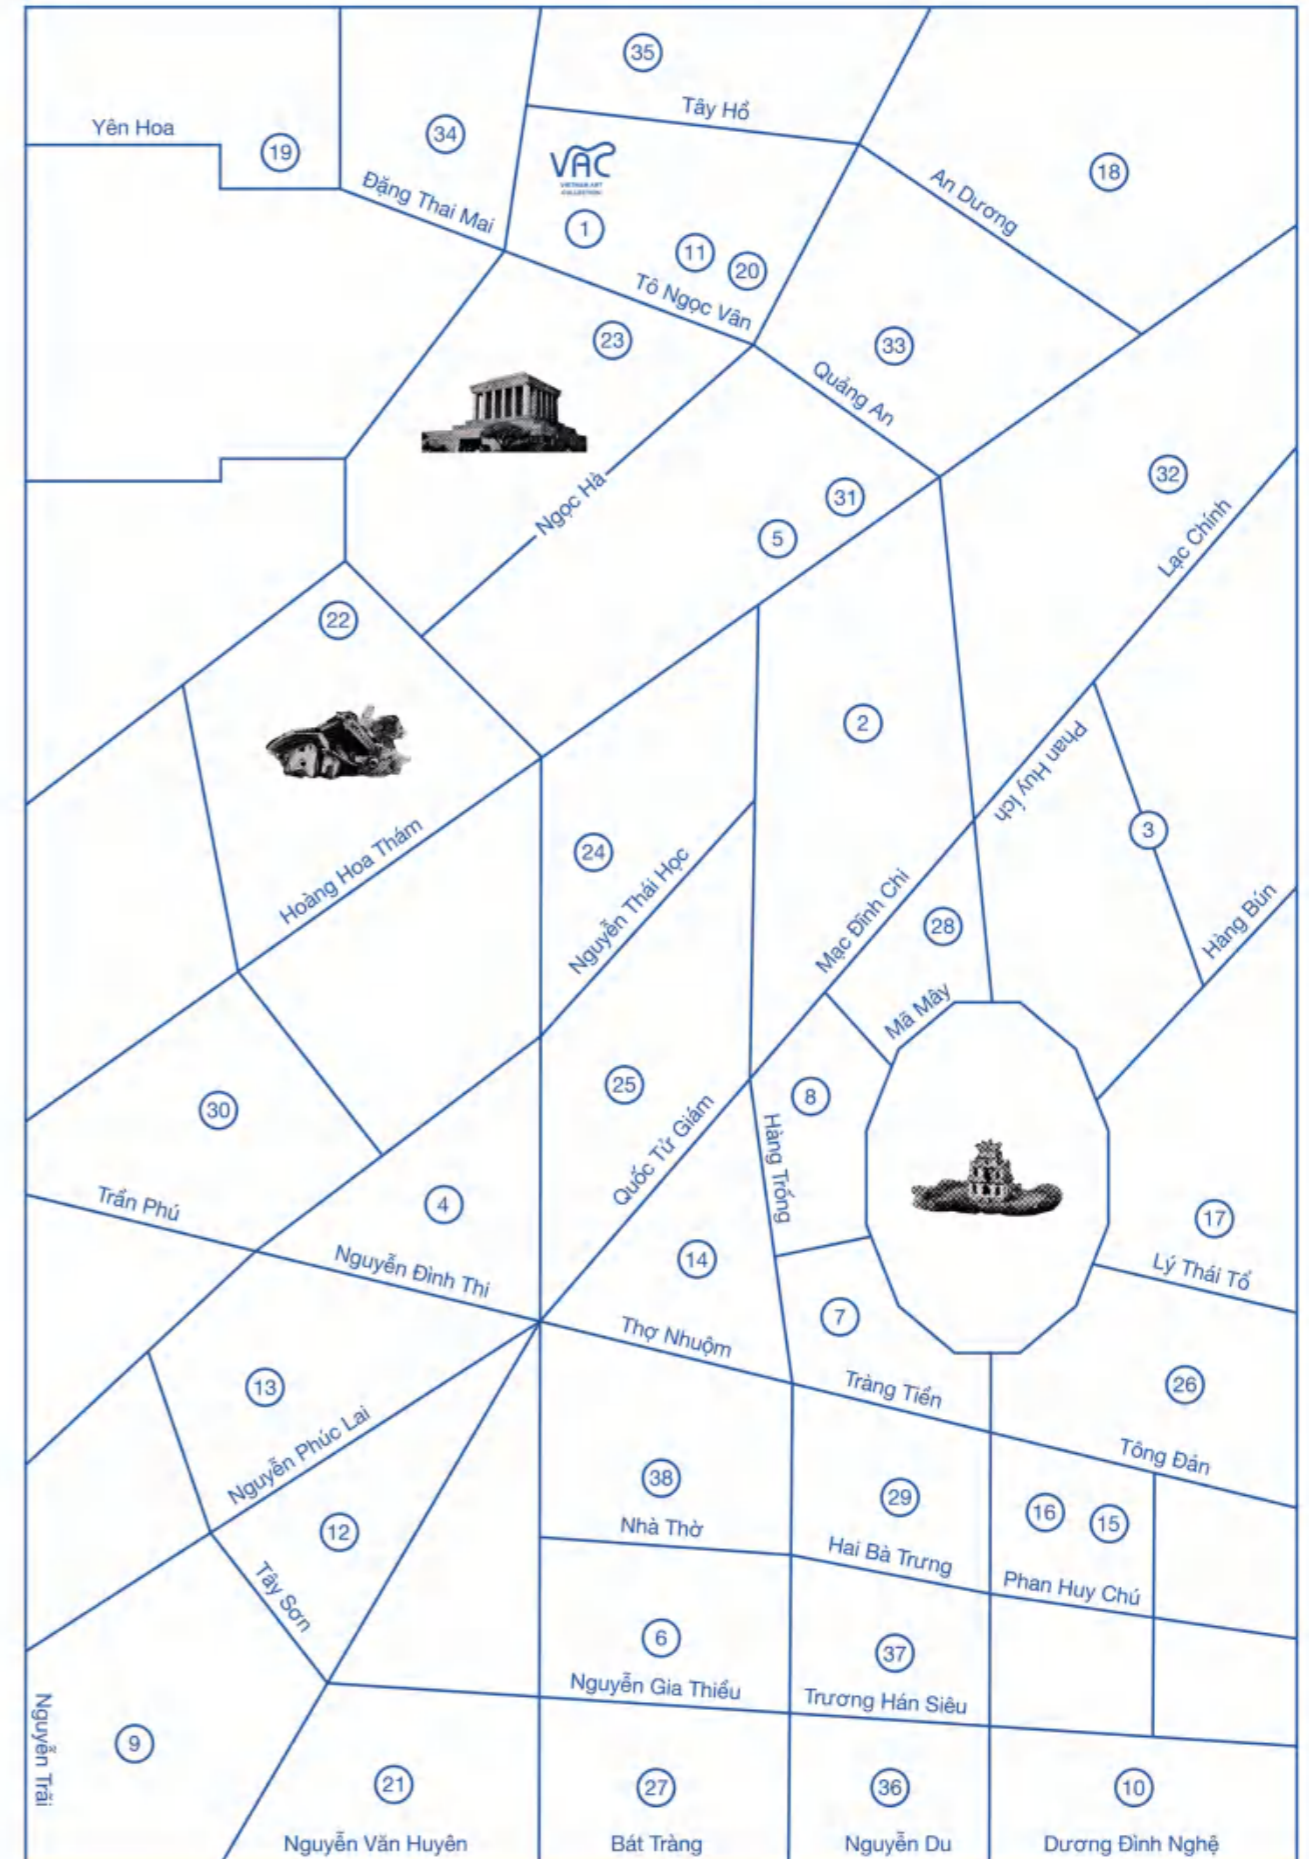 35
Tây Hồ
Yên Hoa
34
19
VAC
VIETNAM ART
COLLECTION
18
Đặng Thai Mai
An Dương
1
11
20
Tô Ngọc Vân
23
33
Quảng An
32
Ngọc Hà
31
5
Lạc Chính
22
2
Phan Huy Ích
3
24
Hoàng Hoa Thám
Nguyễn Thái Học
Mạc Đĩnh Chi
28
Hàng Bún
Mã Mây
25
8
30
Quốc Tử Giám
Hàng Trống
Trấn Phú
4
17
Nguyễn Đình Thi
14
Lý Thái Tổ
7
Thợ Nhuộm
13
Tràng Tiền
26
Nguyễn Phúc Lai
Tông Đản
38
29
16
15
12
Nhà Thờ
Hai Bà Trưng
Tây Sơn
Phan Huy Chú
6
37
Nguyễn Gia Thiều
Trương Hán Siêu
Nguyễn Trãi
9
21
27
36
10
Nguyễn Văn Huyên
Bát Tràng
Nguyễn Du
Dương Đình Nghệ